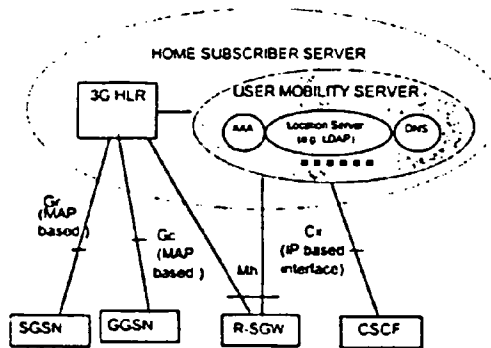 HOME SUBSCRIBER SERVER
3G HLR
USER MOBILITY SERVER
AAA
Location Server
(e.g. LDAP)
DNS
Gr
(MAP
based )
Gc
(MAP
based )
Mh
Cx
(IP based
interface)
SGSN
GGSN
R-SGW
CSCF